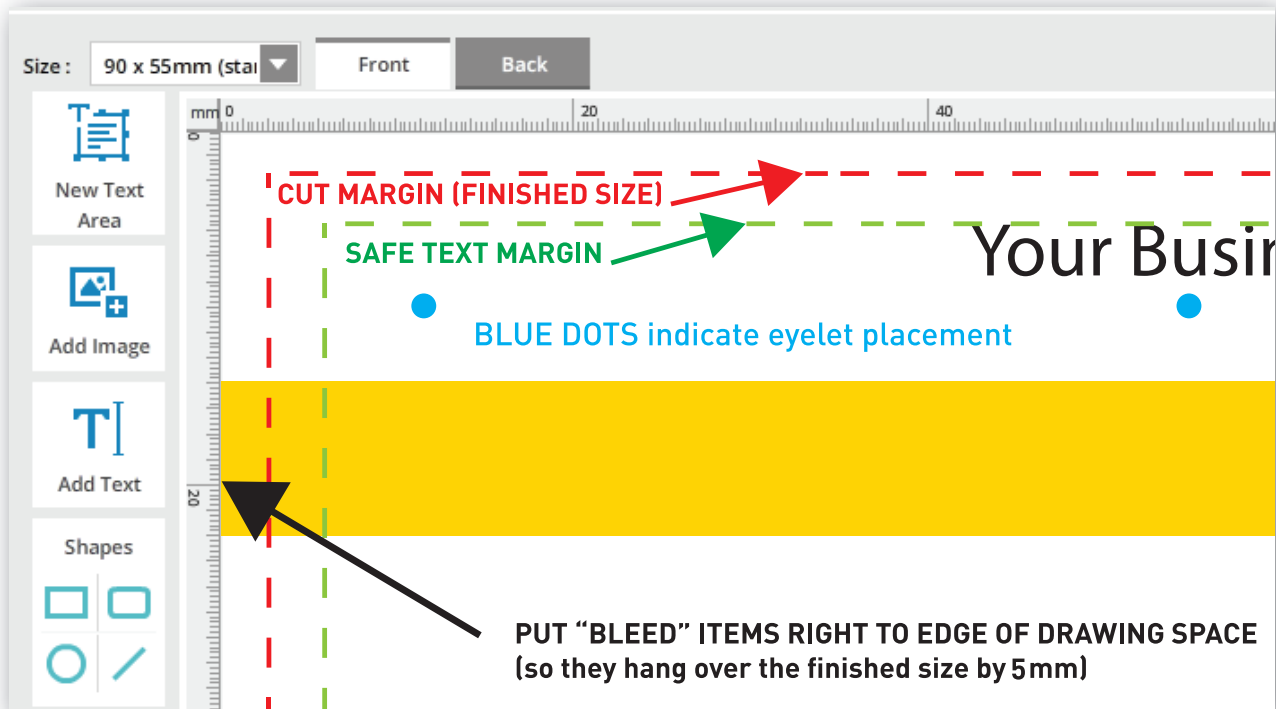 Size :
90 x 55mm (star
Front
Back
mm
0
20
40
0
20
New Text
Area
Add Image
Add Text
Shapes
CUT MARGIN (FINISHED SIZE)
SAFE TEXT MARGIN
Your Busin
BLUE DOTS indicate eyelet placement
PUT “BLEED” ITEMS RIGHT TO EDGE OF DRAWING SPACE
(so they hang over the finished size by 5mm)